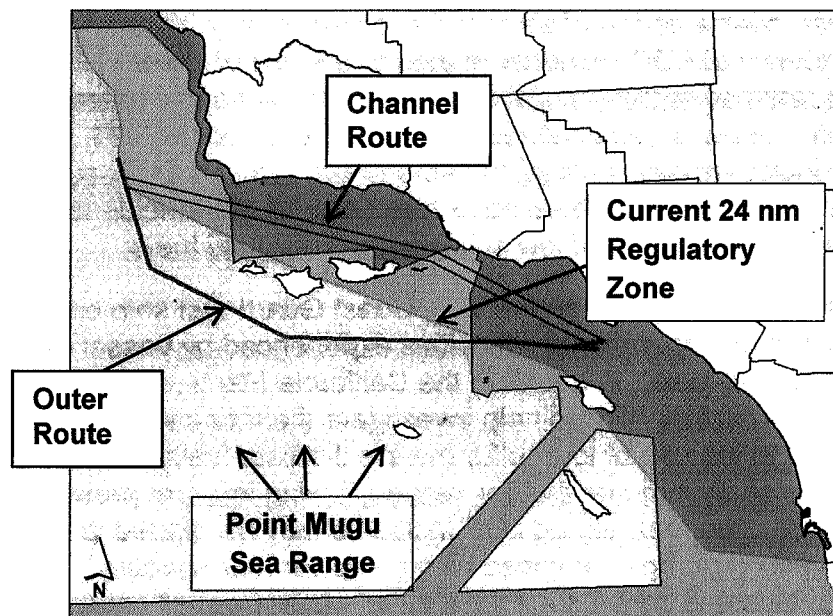 Channel
Route
Current 24 nm
Regulatory
Zone
Outer
Route
Point Mugu
Sea Range
N